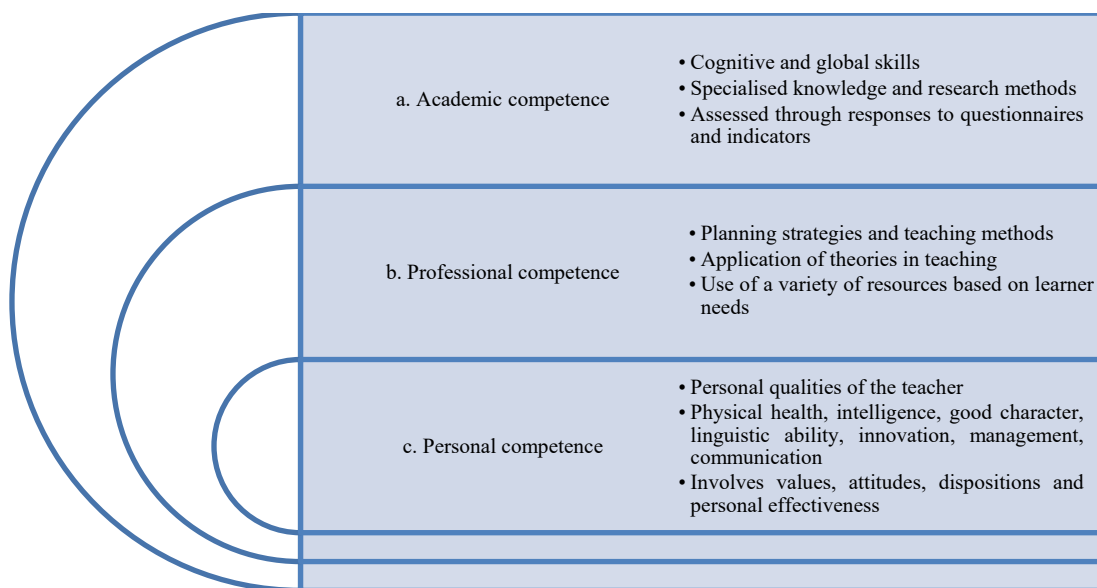 a. Academic competence
• Cognitive and global skills
• Specialised knowledge and research methods
• Assessed through responses to questionnaires
and indicators
b. Professional competence
• Planning strategies and teaching methods
• Application of theories in teaching
• Use of a variety of resources based on learner
needs
c. Personal competence
• Personal qualities of the teacher
• Physical health, intelligence, good character,
linguistic ability, innovation, management,
communication
• Involves values, attitudes, dispositions and
personal effectiveness